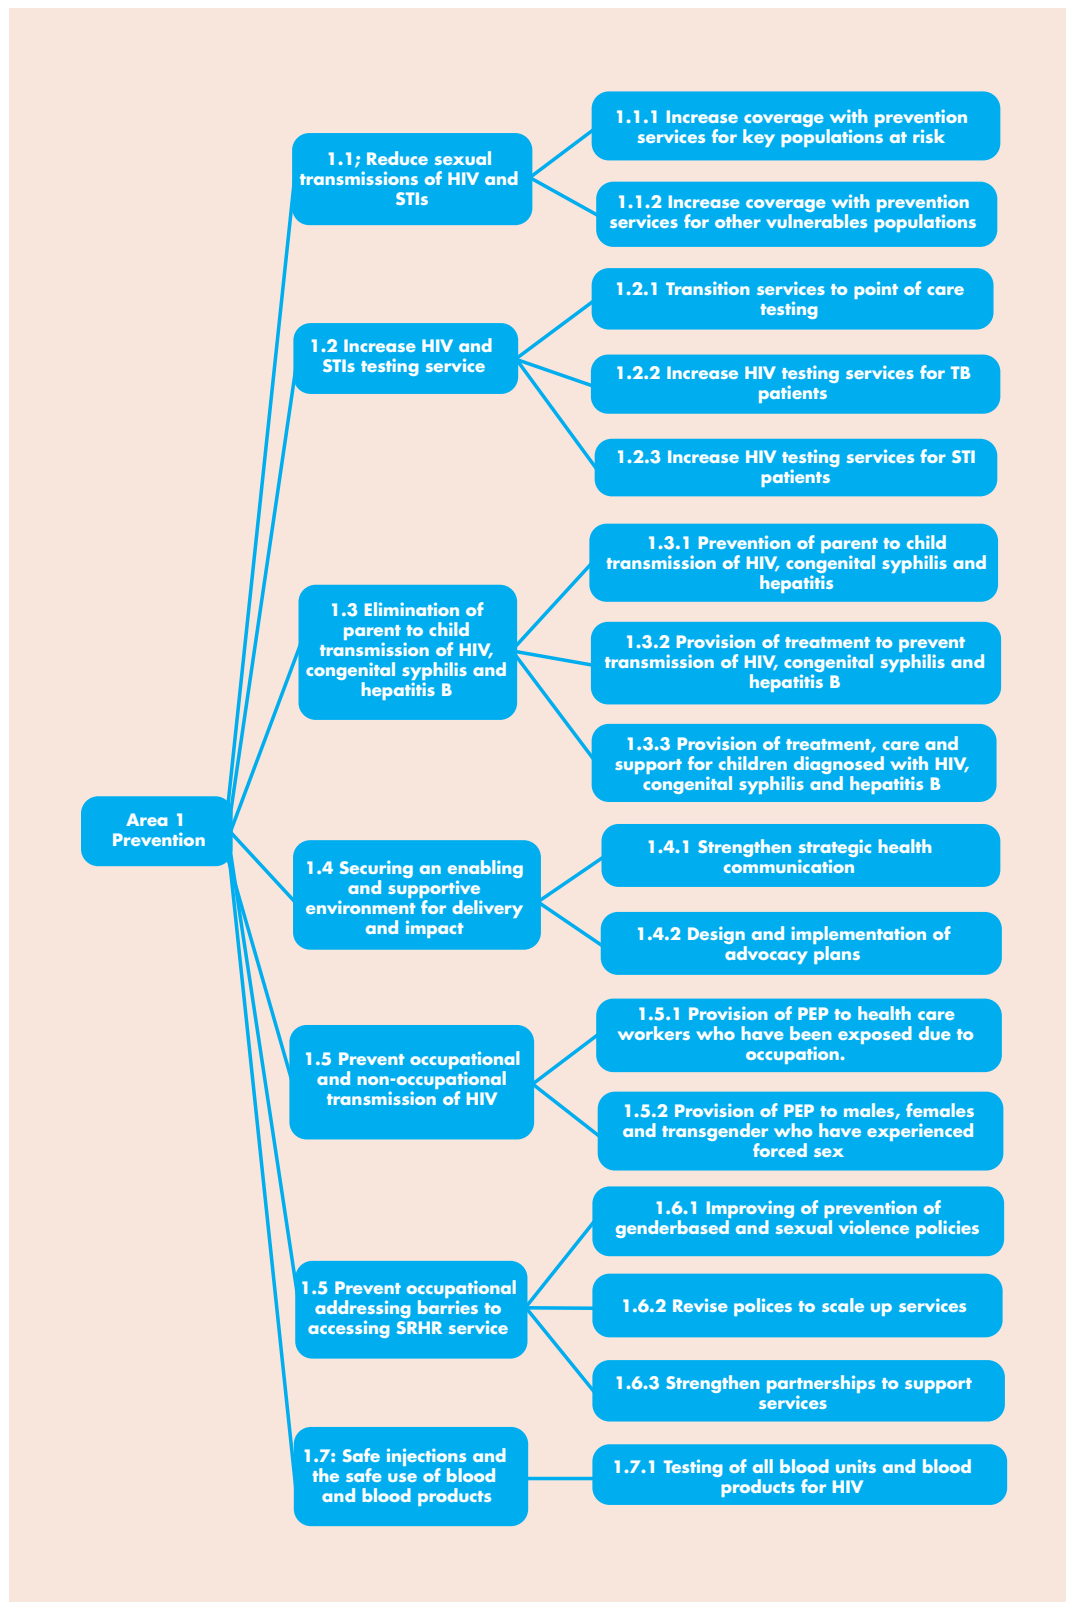 Area 1
Prevention
1.1; Reduce sexual
transmissions of HIV and
STIs
1.1.1 Increase coverage with prevention
services for key populations at risk
1.1.2 Increase coverage with prevention
services for other vulnerables populations
1.2 Increase HIV and
STIs testing service
1.2.1 Transition services to point of care
testing
1.2.2 Increase HIV testing services for TB
patients
1.2.3 Increase HIV testing services for STI
patients
1.3 Elimination of
parent to child
transmission of HIV,
congenital syphilis and
hepatitis B
1.3.1 Prevention of parent to child
transmission of HIV, congenital syphilis and
hepatitis
1.3.2 Provision of treatment to prevent
transmission of HIV, congenital syphilis and
hepatitis B
1.3.3 Provision of treatment, care and
support for children diagnosed with HIV,
congenital syphilis and hepatitis B
1.4 Securing an enabling
and supportive
environment for delivery
and impact
1.4.1 Strengthen strategic health
communication
1.4.2 Design and implementation of
advocacy plans
1.5 Prevent occupational
and non-occupational
transmission of HIV
1.5.1 Provision of PEP to health care
workers who have been exposed due to
occupation.
1.5.2 Provision of PEP to males, females
and transgender who have experienced
forced sex
1.5 Prevent occupational
addressing barries to
accessing SRHR service
1.6.1 Improving of prevention of
genderbased and sexual violence policies
1.6.2 Revise polices to scale up services
1.6.3 Strengthen partnerships to support
services
1.7: Safe injections and
the safe use of blood
and blood products
1.7.1 Testing of all blood units and blood
products for HIV